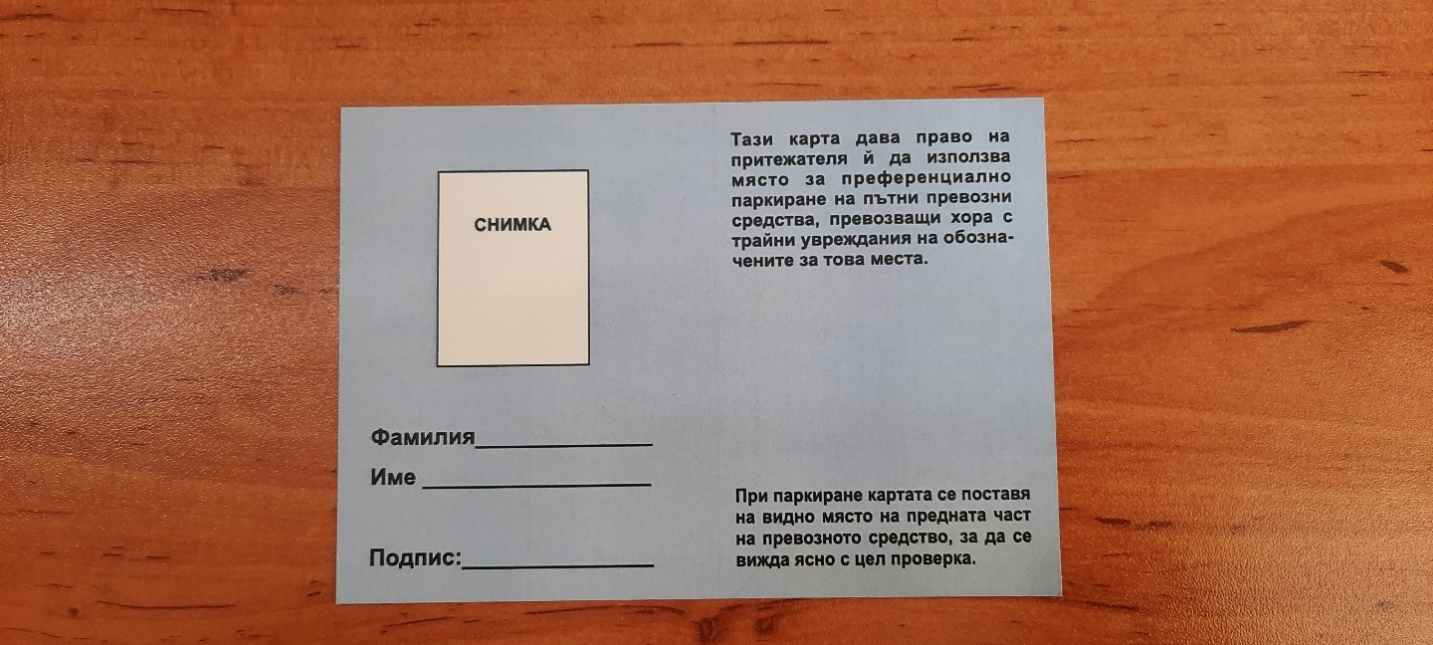 СНИМКА
Фамилия
Име
Подпис:
Тази карта дава право на
притежателя й да използва
място за преференциално
паркиране на пътни превозни
средства, превозващи хора с
трайни увреждания на обозна-
чените за това места.
При паркиране картата се поставя
на видно място на предната част
на превозното средство, за да се
вижда ясно с цел проверка.